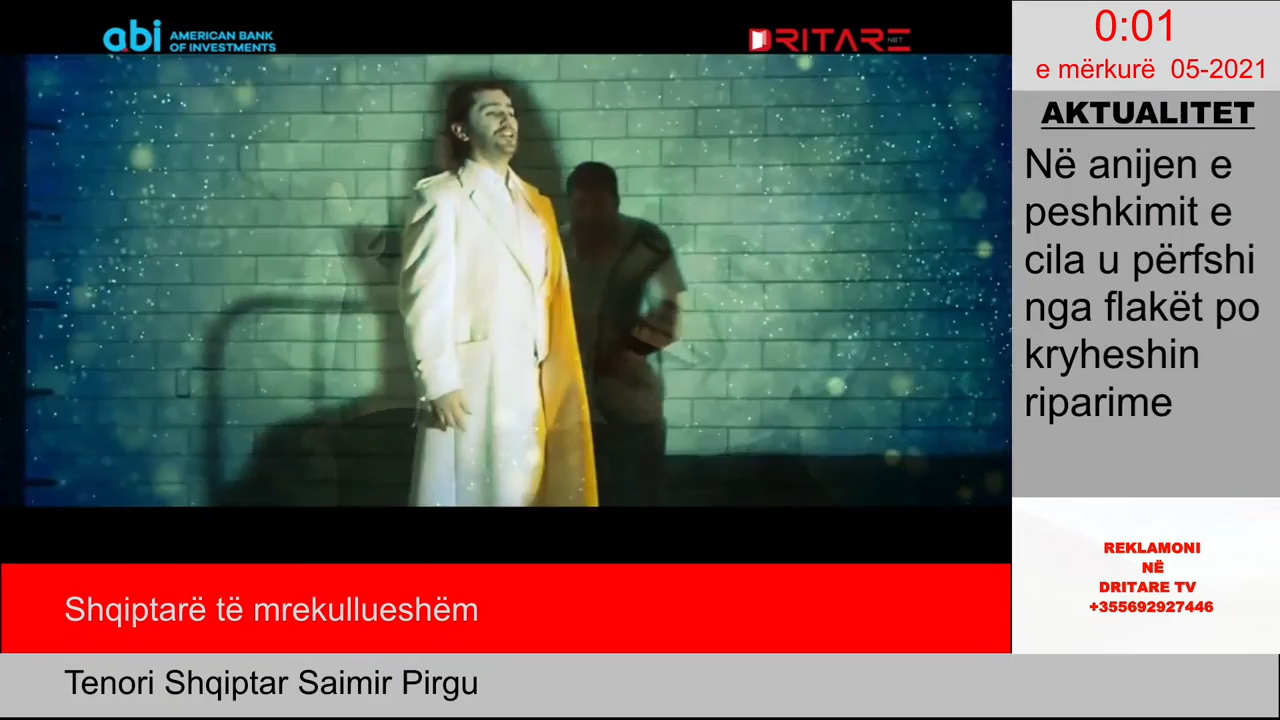 abi AMERICAN BANK
OF INVESTMENTS
DRITARE
NET
0:01
e mërkurë 05-2021
AKTUALITET
Në anijen e
peshkimit e
cila u përfshi
nga flakët po
kryheshin
riparime
REKLAMONI
NË
DRITARE TV
+355692927446
Shqiptarë të mrekullueshëm
Tenori Shqiptar Saimir Pirgu